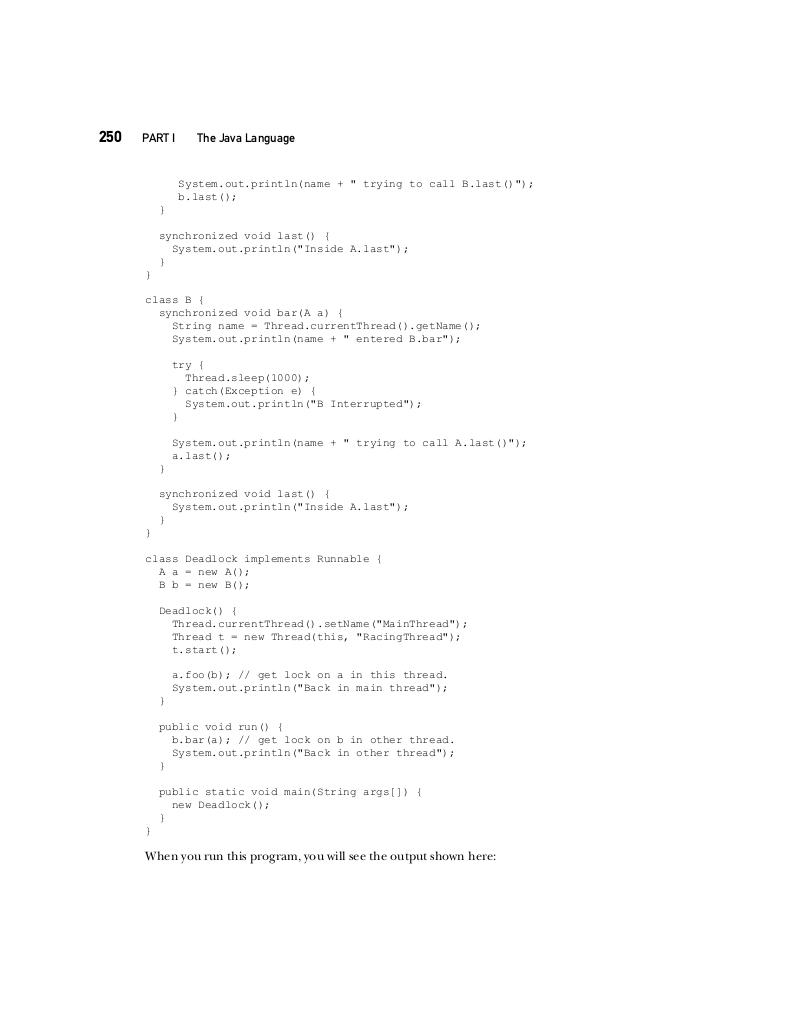 250 PART I The Java Language
System.out.println(name + " trying to call B.last()");
b.last();
}
synchronized void last() {
System.out.println("Inside A.last");
}
}
class B {
synchronized void bar(A a) {
String name = Thread.currentThread().getName();
System.out.println(name + " entered B.bar");
try {
Thread.sleep(1000);
} catch(Exception e) {
System.out.println("B Interrupted");
}
System.out.println(name + " trying to call A.last()");
a.last();
}
synchronized void last() {
System.out.println("Inside A.last");
}
}
class Deadlock implements Runnable {
A a = new A();
B b = new B();
Deadlock() {
Thread.currentThread().setName("MainThread");
Thread t = new Thread(this, "RacingThread");
t.start();
a.foo(b); // get lock on a in this thread.
System.out.println("Back in main thread");
}
public void run() {
b.bar(a); // get lock on b in other thread.
System.out.println("Back in other thread");
}
public static void main(String args[]) {
new Deadlock();
}
}
When you run this program, you will see the output shown here: